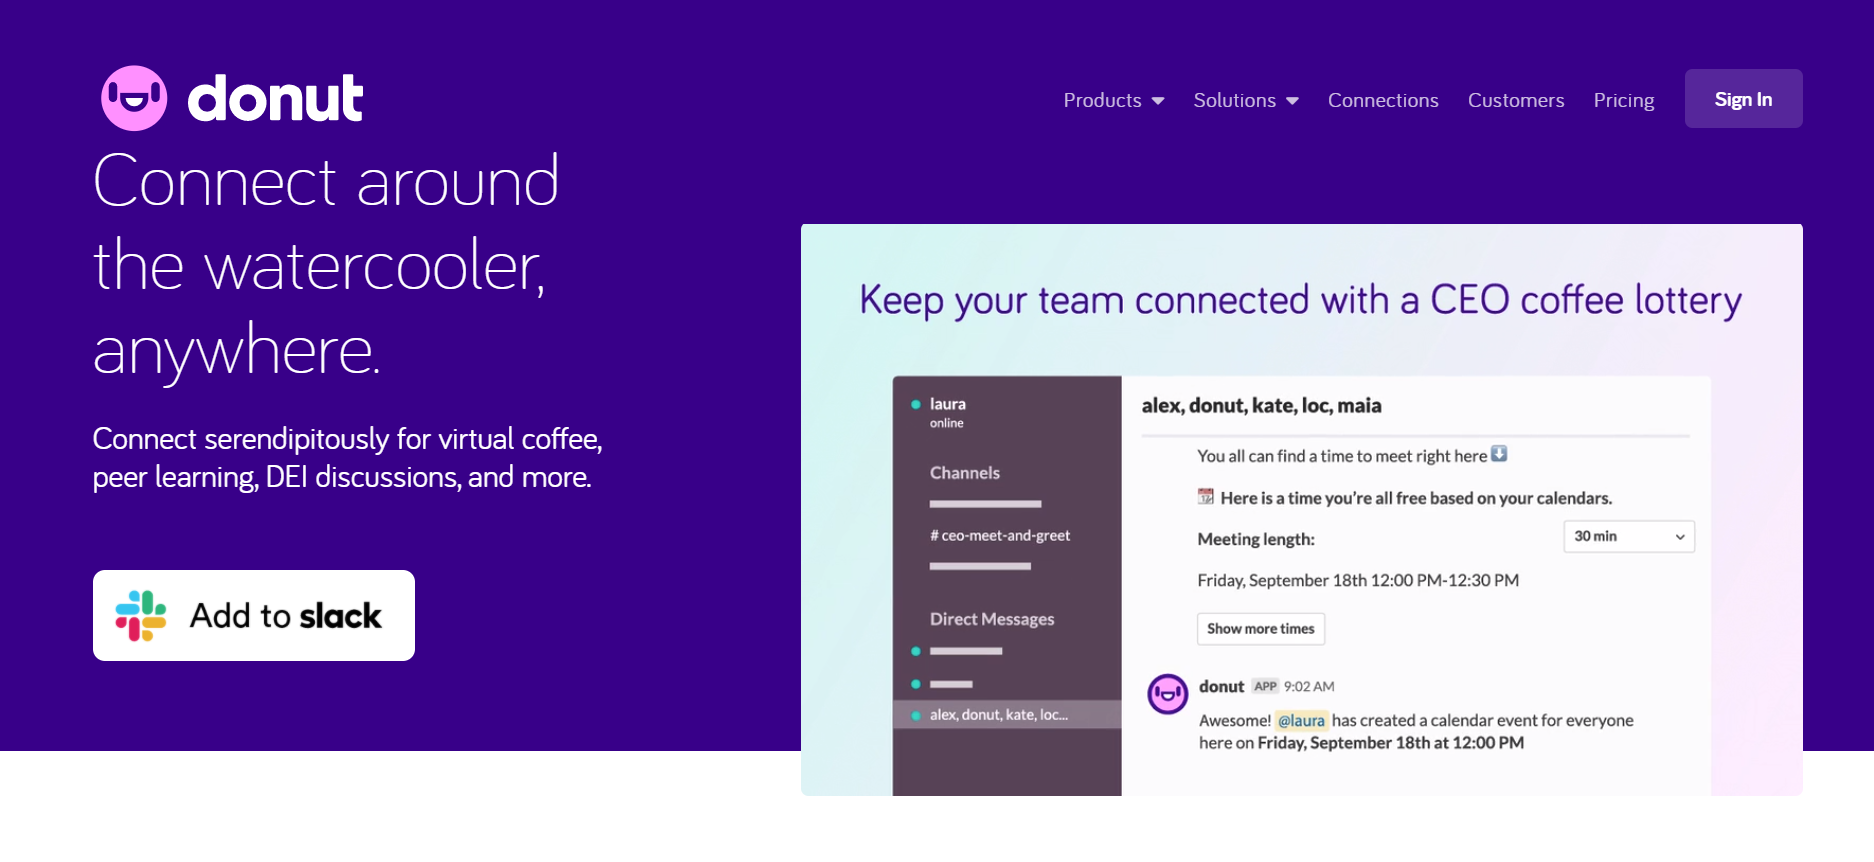 donut
Products
Solutions
Connections
Customers
Pricing
Sign In
Connect around
the watercooler,
anywhere.
Connect serendipitously for virtual coffee,
peer learning, DEI discussions, and more.
Add to slack
Keep your team connected with a CEO coffee lottery
laura
online
Channels
# ceo-meet-and-greet
Direct Messages
alex, donut, kate, loc...
alex, donut, kate, loc, maia
You all can find a time to meet right here
Here is a time you're all free based on your calendars.
Meeting length:
30 min
Friday, September 18th 12:00 PM-12:30 PM
Show more times
donut APP 9:02 AM
Awesome! @laura has created a calendar event for everyone
here on Friday, September 18th at 12:00 PM